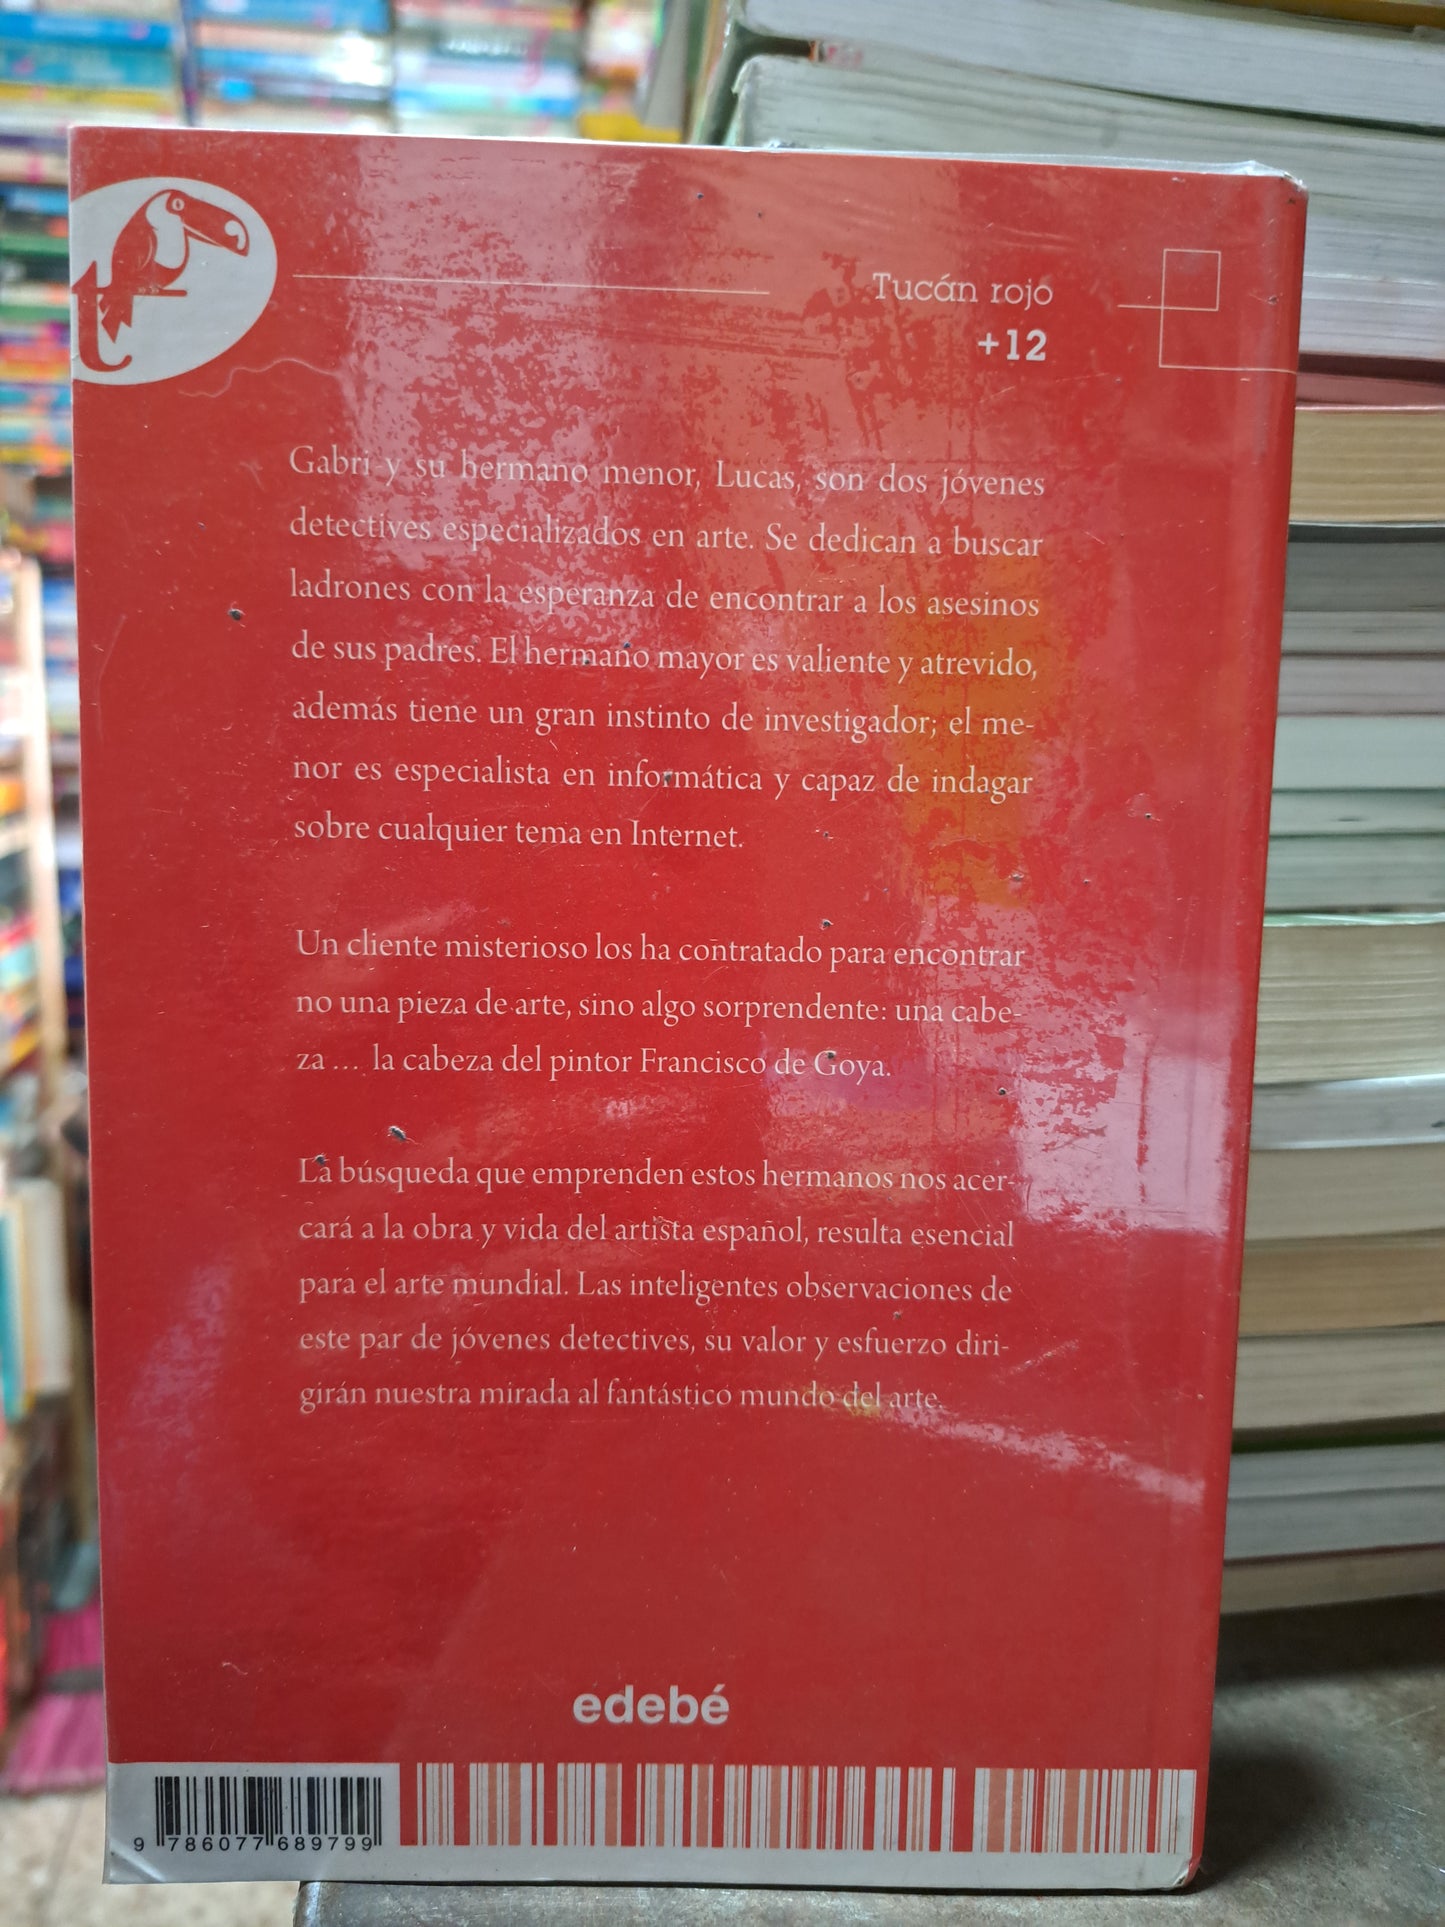 Tucán rojo
+12
Gabri y su hermano menor, Lucas, son dos jóvenes
detectives especializados en arte. Se dedican a buscar
ladrones con la esperanza de encontrar a los asesinos
de sus padres. El hermano mayor es valiente y atrevido,
además tiene un gran instinto de investigador; el me-
nor es especialista en informática y capaz de indagar
sobre cualquier tema en Internet.
Un cliente misterioso los ha contratado para encontrar
no una pieza de arte, sino algo sorprendente: una cabe-
za ... la cabeza del pintor Francisco de Goya.
La búsqueda que emprenden estos hermanos nos acer-
cará a la obra y vida del artista español, resulta esencial
para el arte mundial. Las inteligentes observaciones de
este par de jóvenes detectives, su valor y esfuerzo diri-
girán nuestra mirada al fantástico mundo del arte.
edebé
9 786077 689799